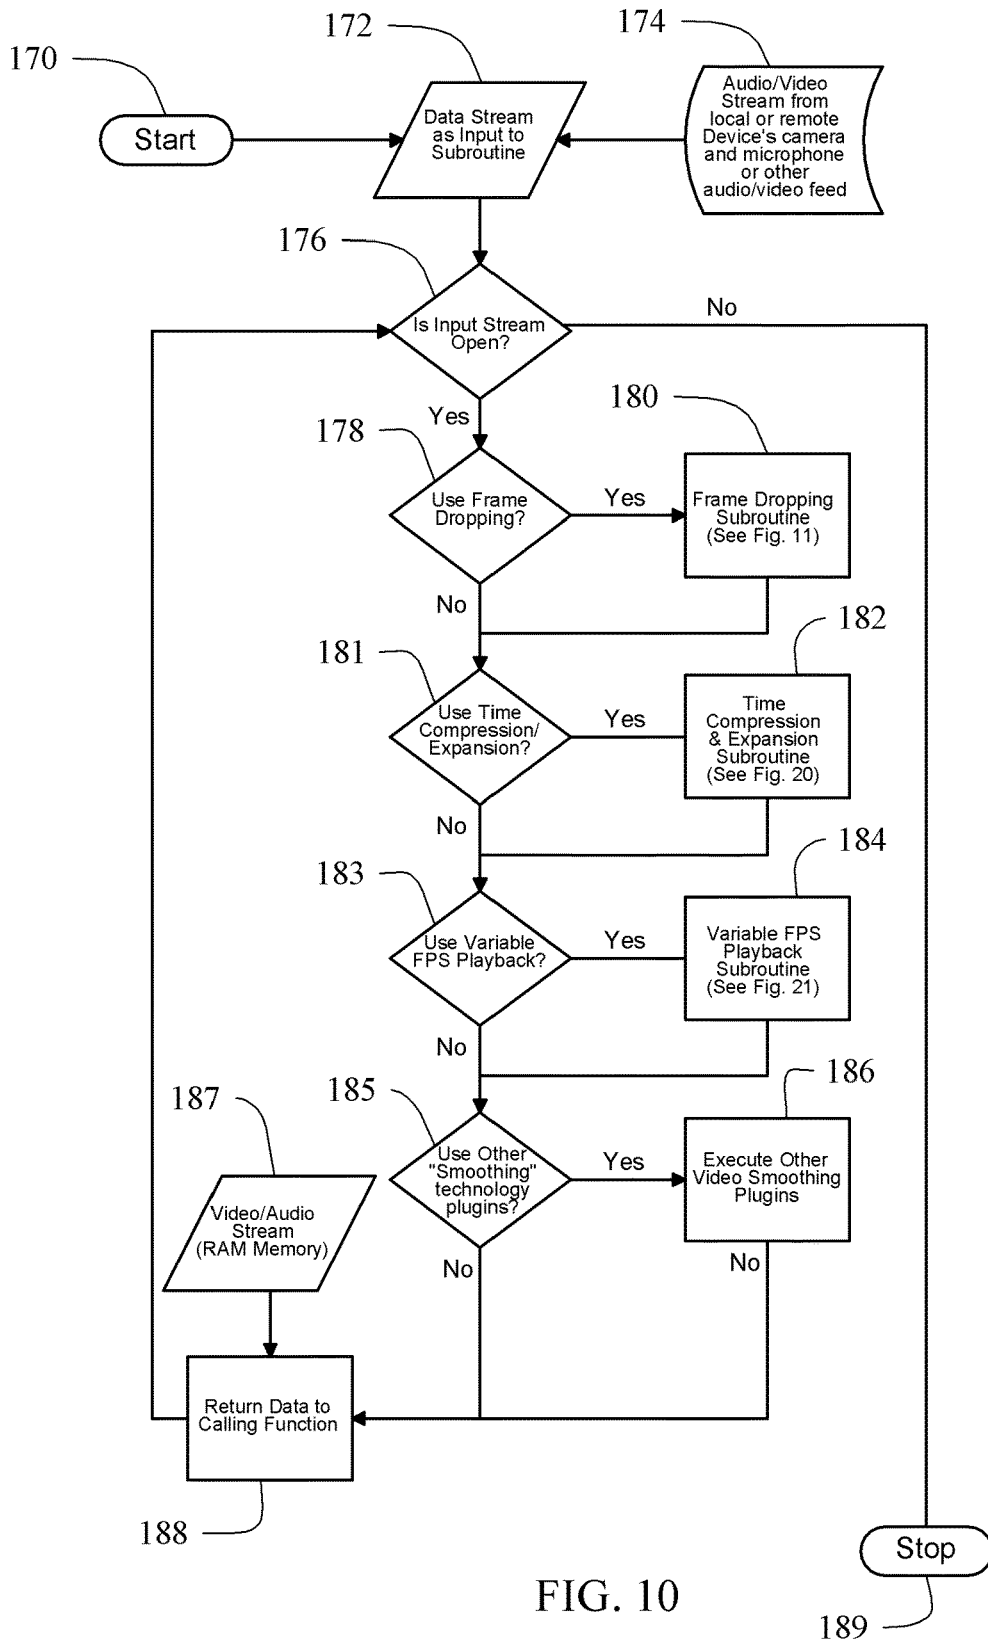 170
172
174
Start
Data Stream
as Input to
Subroutine
Audio/Video
Stream from
local or remote
Device's camera
and microphone
or other
audio/video feed
176
Is Input Stream
Open?
No
Yes
178
180
Use Frame
Dropping?
Yes
Frame Dropping
Subroutine
(See Fig. 11)
No
181
182
Use Time
Compression/
Expansion?
Yes
Time
Compression
& Expansion
Subroutine
(See Fig. 20)
No
183
184
Use Variable
FPS Playback?
Yes
Variable FPS
Playback
Subroutine
(See Fig. 21)
No
185
186
187
Use Other
"Smoothing"
technology
plugins?
Yes
Execute Other
Video Smoothing
Plugins
Video/Audio
Stream
(RAM Memory)
No
No
Return Data to
Calling Function
188
Stop
189
FIG. 10